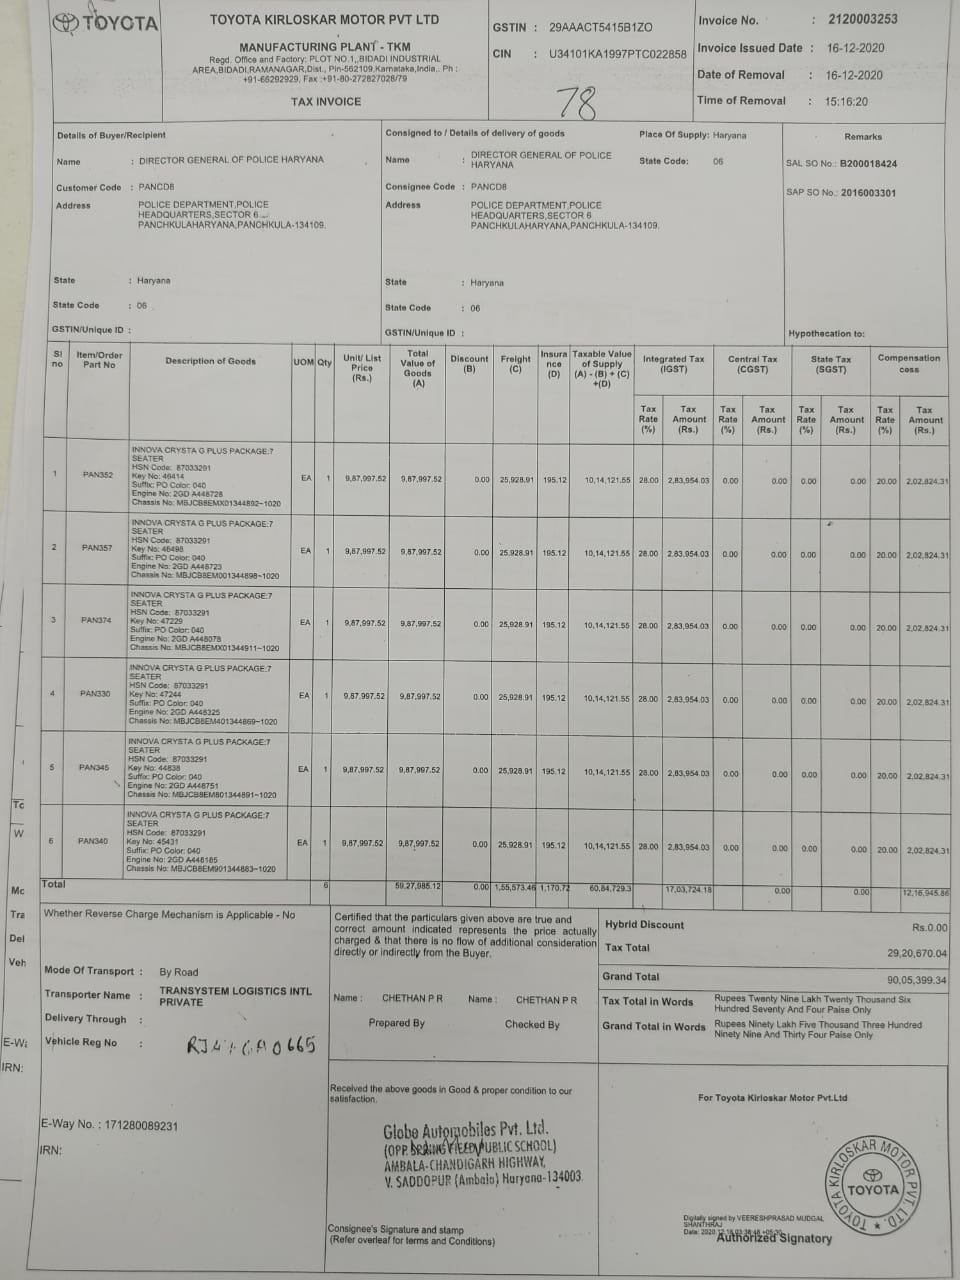 TOYOTA
TOYOTA KIRLOSKAR MOTOR PVT LTD
MANUFACTURING PLANT - TKM
Regd. Office and Factory: PLOT NO.1,,BIDADI INDUSTRIAL
AREA,BIDADI,RAMANAGAR,Dist., Pin-562109,Karnataka,India,. Ph :
+91-66292929, Fax :+91-80-272827028/79
TAX INVOICE
GSTIN : 29AAACT5415B1ZO
CIN : U34101KA1997PTC022858
78
Invoice No. : 2120003253
Invoice Issued Date : 16-12-2020
Date of Removal : 16-12-2020
Time of Removal : 15:16:20
Details of Buyer/Recipient
Name : DIRECTOR GENERAL OF POLICE HARYANA
Customer Code : PANCD8
Address POLICE DEPARTMENT,POLICE
HEADQUARTERS,SECTOR 6
PANCHKULAHARYANA,PANCHKULA-134109.
State : Haryana
State Code : 06
GSTIN/Unique ID :
Consigned to / Details of delivery of goods
Place Of Supply: Haryana
Name : DIRECTOR GENERAL OF POLICE
HARYANA
State Code: 06
Consignee Code : PANCD8
Address POLICE DEPARTMENT,POLICE
HEADQUARTERS,SECTOR 6
PANCHKULAHARYANA,PANCHKULA-134109.
State : Haryana
State Code : 06
GSTIN/Unique ID :
Remarks
SAL SO No.: B200018424
SAP SO No.: 2016003301
Hypothecation to:
Sl no Item/Order Part No Description of Goods UOM Qty Unit/ List Price (Rs.) Total Value of Goods (A) Discount (B) Freight (C) Insura nce (D) Taxable Value of Supply (A) - (B) + (C) +(D) Integrated Tax (IGST) Central Tax (CGST) State Tax (SGST) Compensation cess
Tax Rate (%) Tax Amount (Rs.) Tax Rate (%) Tax Amount (Rs.) Tax Rate (%) Tax Amount (Rs.) Tax Rate (%) Tax Amount (Rs.)
INNOVA CRYSTA G PLUS PACKAGE:7
SEATER
HSN Code: 87033291
Key No: 46414
Suffix: PO Color: 040
Engine No: 2GD A448728
Chassis No: MBJCB8EMX01344892~1020
1 PAN352 EA 1 9,87,997.52 9,87,997.52 0.00 25,928.91 195.12 10,14,121.55 28.00 2,83,954.03 0.00 0.00 0.00 0.00 20.00 2,02,824.31
INNOVA CRYSTA G PLUS PACKAGE:7
SEATER
HSN Code: 87033291
Key No: 46498
Suffix: PO Color: 040
Engine No: 2GD A448723
Chassis No: MBJCB8EM001344898~1020
2 PAN357 EA 1 9,87,997.52 9,87,997.52 0.00 25,928.91 195.12 10,14,121.55 28.00 2,83,954.03 0.00 0.00 0.00 0.00 20.00 2,02,824.31
INNOVA CRYSTA G PLUS PACKAGE:7
SEATER
HSN Code: 87033291
Key No: 47229
Suffix: PO Color: 040
Engine No: 2GD A448078
Chassis No: MBJCB8EMX01344911~1020
3 PAN374 EA 1 9,87,997.52 9,87,997.52 0.00 25,928.91 195.12 10,14,121.55 28.00 2,83,954.03 0.00 0.00 0.00 0.00 20.00 2,02,824.31
INNOVA CRYSTA G PLUS PACKAGE:7
SEATER
HSN Code: 87033291
Key No: 47244
Suffix: PO Color: 040
Engine No: 2GD A448325
Chassis No: MBJCB8EM401344869~1020
4 PAN330 EA 1 9,87,997.52 9,87,997.52 0.00 25,928.91 195.12 10,14,121.55 28.00 2,83,954.03 0.00 0.00 0.00 0.00 20.00 2,02,824.31
INNOVA CRYSTA G PLUS PACKAGE:7
SEATER
HSN Code: 87033291
Key No: 44838
Suffix: PO Color: 040
Engine No: 2GD A448751
Chassis No: MBJCB8EM801344891~1020
5 PAN345 EA 1 9,87,997.52 9,87,997.52 0.00 25,928.91 195.12 10,14,121.55 28.00 2,83,954.03 0.00 0.00 0.00 0.00 20.00 2,02,824.31
INNOVA CRYSTA G PLUS PACKAGE:7
SEATER
HSN Code: 87033291
Key No: 45431
Suffix: PO Color: 040
Engine No: 2GD A448185
Chassis No: MBJCB8EM901344883~1020
6 PAN340 EA 1 9,87,997.52 9,87,997.52 0.00 25,928.91 195.12 10,14,121.55 28.00 2,83,954.03 0.00 0.00 0.00 0.00 20.00 2,02,824.31
Total 6 59,27,985.12 0.00 1,55,573.46 1,170.72 60,84,729.3 17,03,724.18 0.00 0.00 12,16,945.86
Whether Reverse Charge Mechanism is Applicable - No
Mode Of Transport : By Road
Transporter Name : TRANSYSTEM LOGISTICS INTL
PRIVATE
Delivery Through :
Vehicle Reg No :
E-Way No. : 171280089231
IRN:
Certified that the particulars given above are true and
correct amount indicated represents the price actually
charged & that there is no flow of additional consideration
directly or indirectly from the Buyer.
Name : CHETHAN P R Name : CHETHAN P R
Prepared By Checked By
Hybrid Discount Rs.0.00
Tax Total 29,20,670.04
Grand Total 90,05,399.34
Tax Total in Words Rupees Twenty Nine Lakh Twenty Thousand Six
Hundred Seventy And Four Paise Only
Grand Total in Words Rupees Ninety Lakh Five Thousand Three Hundred
Ninety Nine And Thirty Four Paise Only
Received the above goods in Good & proper condition to our
satisfaction.
Globe Automobiles Pvt. Ltd.
(OPP. PUBLIC SCHOOL)
AMBALA-CHANDIGARH HIGHWAY,
V. SADDOPUR (Ambala) Haryana-134003.
Consignee's Signature and stamp
(Refer overleaf for terms and Conditions)
For Toyota Kirloskar Motor Pvt.Ltd
TOYOTA KIRLOSKAR MOTOR PVT. LTD.
TOYOTA
Digitally signed by VEERESHPRASAD MUDGAL
SHANTHRAJ
Authorized Signatory
Tc
W
Mc
Tra
Del
Veh
E-Wa
IRN: